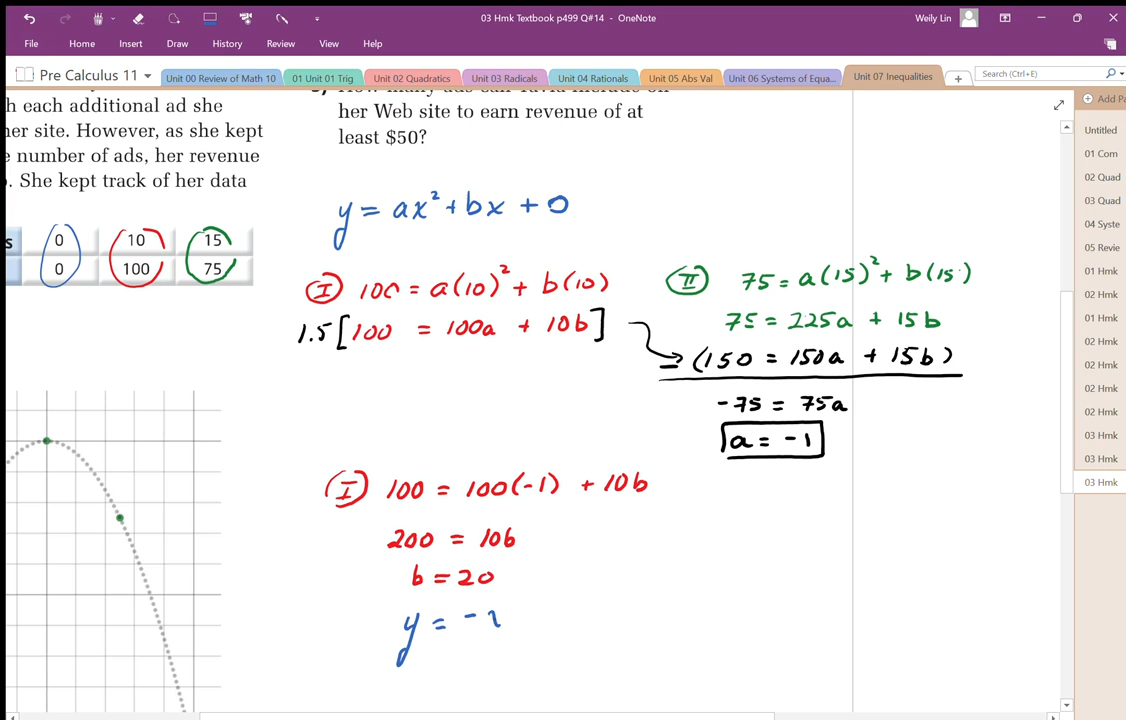 03 Hmk Textbook p499 Q#14 - OneNote
Weily Lin
File Home Insert Draw History Review View Help
Pre Calculus 11
Unit 00 Review of Math 10
01 Unit 01 Trig
Unit 02 Quadratics
Unit 03 Radicals
Unit 04 Rationals
Unit 05 Abs Val
Unit 06 Systems of Equa...
Unit 07 Inequalities
Search (Ctrl+E)
h each additional ad she
her site. However, as she kept
e number of ads, her revenue
. She kept track of her data
s 0 10 15
0 100 75
her Web site to earn revenue of at
least $50?
y = ax² + bx + 0
I 100 = a(10)² + b(10)
1.5[100 = 100a + 10b]
II 75 = a(15)² + b(15)
75 = 225a + 15b
- (150 = 150a + 15b)
-75 = 75a
a = -1
I 100 = 100(-1) + 10b
200 = 10b
b = 20
y = -
Add Pa
Untitled
01 Com
02 Quad
03 Quad
04 Syste
05 Revie
01 Hmk
02 Hmk
01 Hmk
02 Hmk
02 Hmk
02 Hmk
02 Hmk
03 Hmk
03 Hmk
03 Hmk